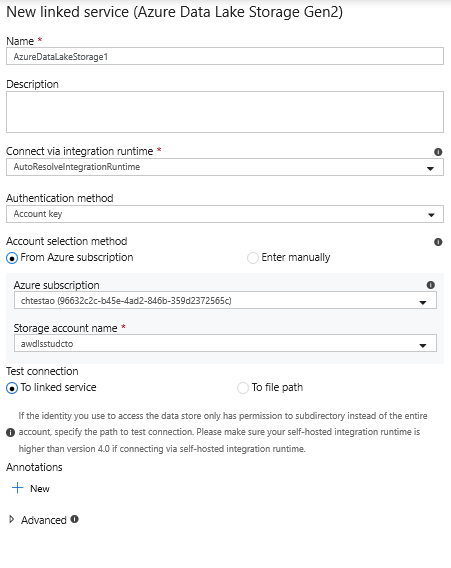 New linked service (Azure Data Lake Storage Gen2)
Name *
AzureDataLakeStorage1
Description
Connect via integration runtime *
AutoResolveIntegrationRuntime
Authentication method
Account key
Account selection method
From Azure subscription Enter manually
Azure subscription
chtestao (96632c2c-b45e-4ad2-846b-359d2372565c)
Storage account name *
awdlsstudcto
Test connection
To linked service To file path
If the identity you use to access the data store only has permission to subdirectory instead of the entire
account, specify the path to test connection. Please make sure your self-hosted integration runtime is
higher than version 4.0 if connecting via self-hosted integration runtime.
Annotations
+ New
Advanced